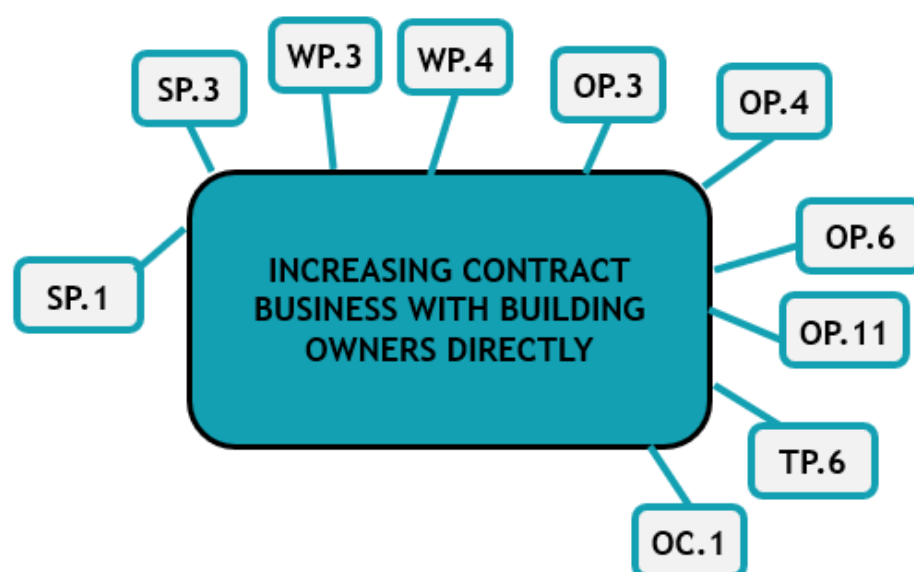 WP.3
WP.4
SP.3
OP.3
OP.4
OP.6
SP.1
INCREASING CONTRACT
BUSINESS WITH BUILDING
OWNERS DIRECTLY
OP.11
TP.6
OC.1